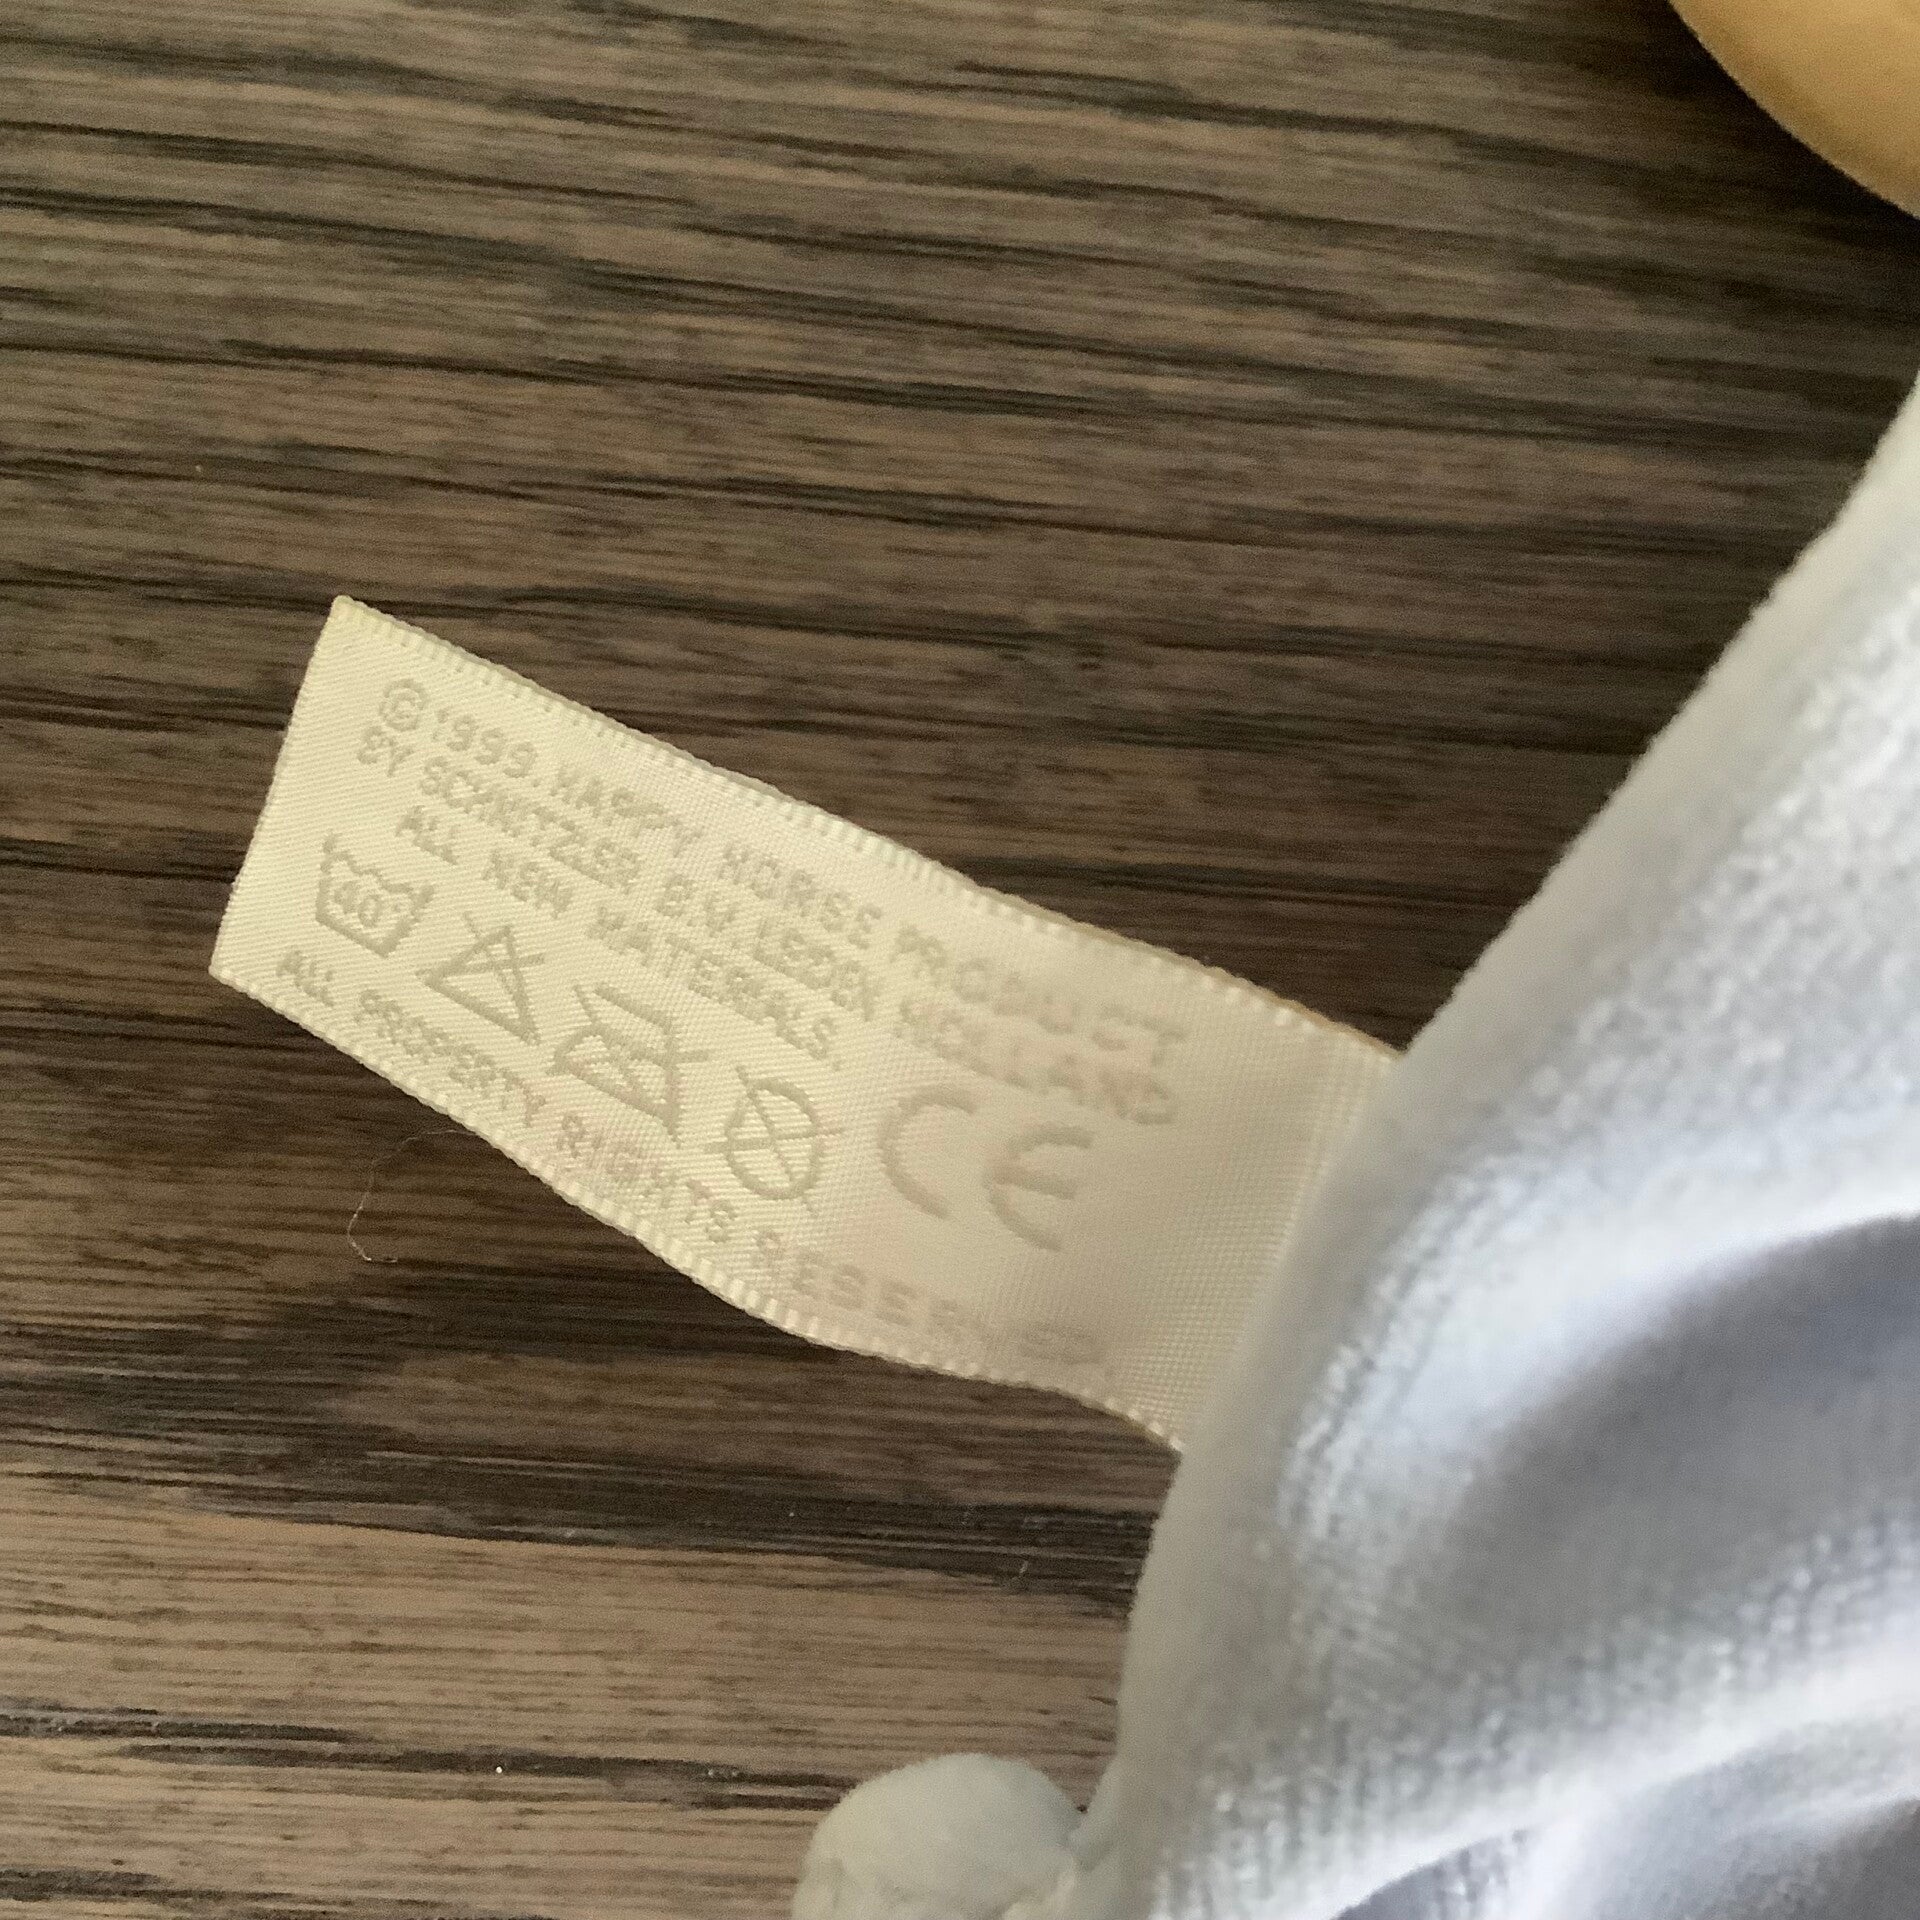 ©1999.HAPPY HORSE PRODUCT
BY SCHNITZLER B.V. LEIDEN HOLLAND
ALL NEW MATERIALS.
40°
CE
ALL PROPERTY RIGHTS RESERVED